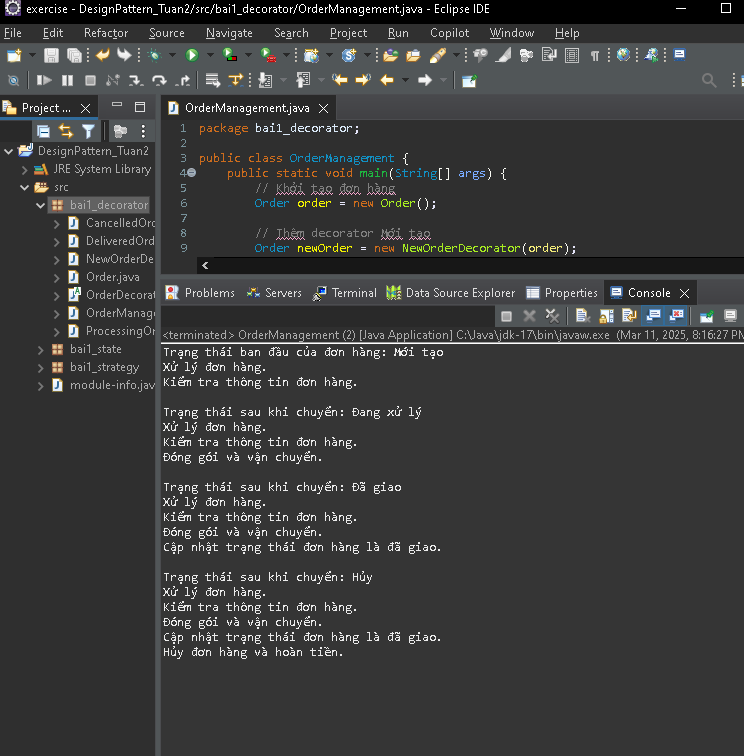 exercise - DesignPattern_Tuan2/src/bai1_decorator/OrderManagement.java - Eclipse IDE
File Edit Refactor Source Navigate Search Project Run Copilot Window Help
Project ...
OrderManagement.java
DesignPattern_Tuan2
JRE System Library
src
bai1_decorator
CancelledOrd
DeliveredOrd
NewOrderDe
Order.java
OrderDecorat
OrderManag
ProcessingOr
bai1_state
bai1_strategy
module-info.jav
1 package bai1_decorator;
2
3 public class OrderManagement {
4 public static void main(String[] args) {
5 // Khởi tạo đơn hàng
6 Order order = new Order();
7
8 // Thêm decorator Mới tạo
9 Order newOrder = new NewOrderDecorator(order);
Problems Servers Terminal Data Source Explorer Properties Console
<terminated> OrderManagement (2) [Java Application] C:\Java\jdk-17\bin\javaw.exe (Mar 11, 2025, 8:16:27 PM
Trạng thái ban đầu của đơn hàng: Mới tạo
Xử lý đơn hàng.
Kiểm tra thông tin đơn hàng.
Trạng thái sau khi chuyển: Đang xử lý
Xử lý đơn hàng.
Kiểm tra thông tin đơn hàng.
Đóng gói và vận chuyển.
Trạng thái sau khi chuyển: Đã giao
Xử lý đơn hàng.
Kiểm tra thông tin đơn hàng.
Đóng gói và vận chuyển.
Cập nhật trạng thái đơn hàng là đã giao.
Trạng thái sau khi chuyển: Hủy
Xử lý đơn hàng.
Kiểm tra thông tin đơn hàng.
Đóng gói và vận chuyển.
Cập nhật trạng thái đơn hàng là đã giao.
Hủy đơn hàng và hoàn tiền.